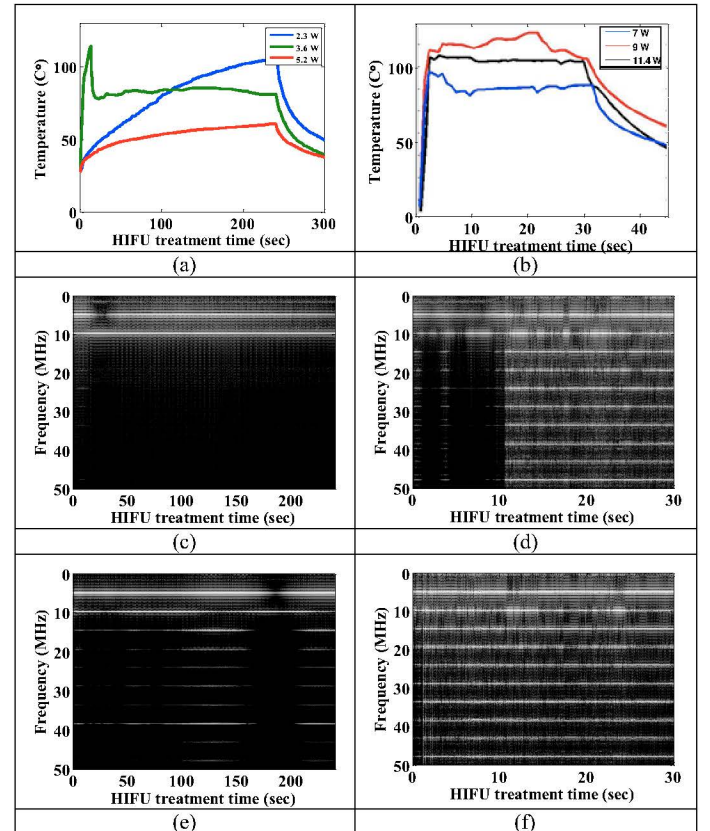 2.3 W
3.6 W
5.2 W
100
50
0
Temperature (C°)
0 100 200 300
HIFU treatment time (sec)
(a)
7 W
9 W
11.4 W
100
50
0
Temperature (C°)
0 10 20 30 40
HIFU treatment time (sec)
(b)
0
10
20
30
40
50
Frequency (MHz)
0 50 100 150 200
HIFU treatment time (sec)
(c)
0
10
20
30
40
50
Frequency (MHz)
0 10 20 30
HIFU treatment time (sec)
(d)
0
10
20
30
40
50
Frequency (MHz)
0 50 100 150 200
HIFU treatment time (sec)
(e)
0
10
20
30
40
50
Frequency (MHz)
0 10 20 30
HIFU treatment time (sec)
(f)